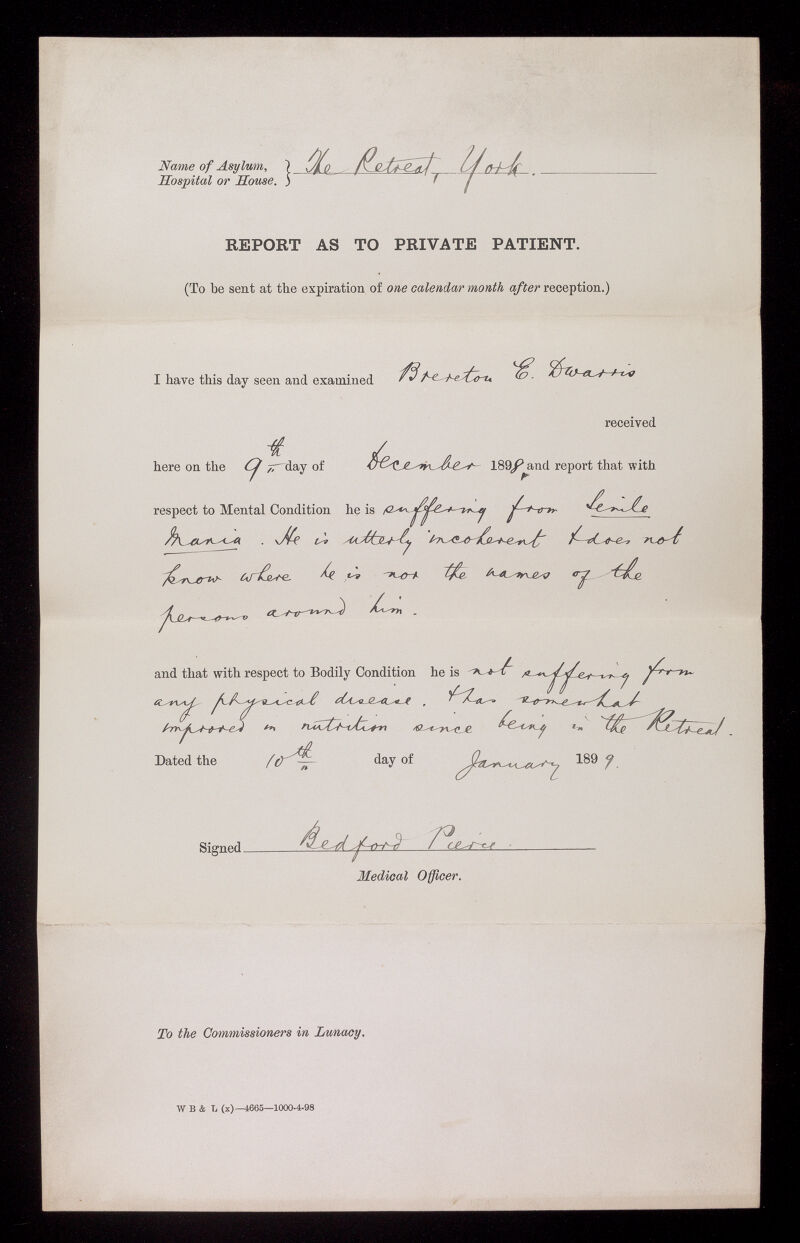 Name of Asylum, Hospital or House. } The Retreat, York.
REPORT AS TO PRIVATE PATIENT.
(To be sent at the expiration of one calendar month after reception.)
I have this day seen and examined Brereton E. Dwarris
received
here on the 9th day of December 1898, and report that with
respect to Mental Condition he is suffering from Senile
Mania. He is utterly incoherent & does not
know where he is nor the names of the
persons around him.
and that with respect to Bodily Condition he is not suffering from
any physical disease. & has somewhat
improved in nutrition since being in the Retreat.
Dated the 10th day of January 1899.
Signed Bedford Pierce
Medical Officer.
To the Commissioners in Lunacy.
W B & L (x)—4665—1000-4-98